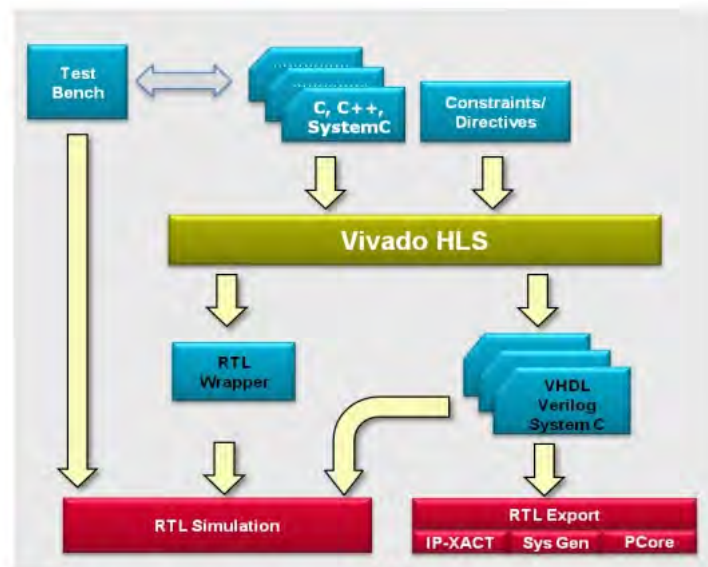 Test
Bench
C, C++,
SystemC
Constraints/
Directives
Vivado HLS
RTL
Wrapper
VHDL
Verilog
System C
RTL Simulation
RTL Export
IP-XACT
Sys Gen
PCore